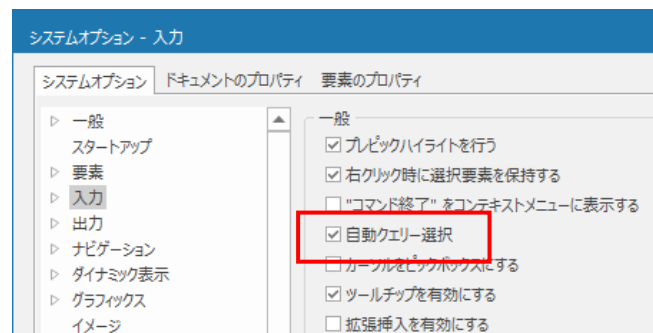 システムオプション - 入力
システムオプション ドキュメントのプロパティ 要素のプロパティ
一般
スタートアップ
要素
入力
出力
ナビゲーション
ダイナミック表示
グラフィックス
イメージ
一般
プレピックハイライトを行う
右クリック時に選択要素を保持する
"コマンド終了" をコンテキストメニューに表示する
自動クエリー選択
カーソルをピックボックスにする
ツールチップを有効にする
拡張挿入を有効にする